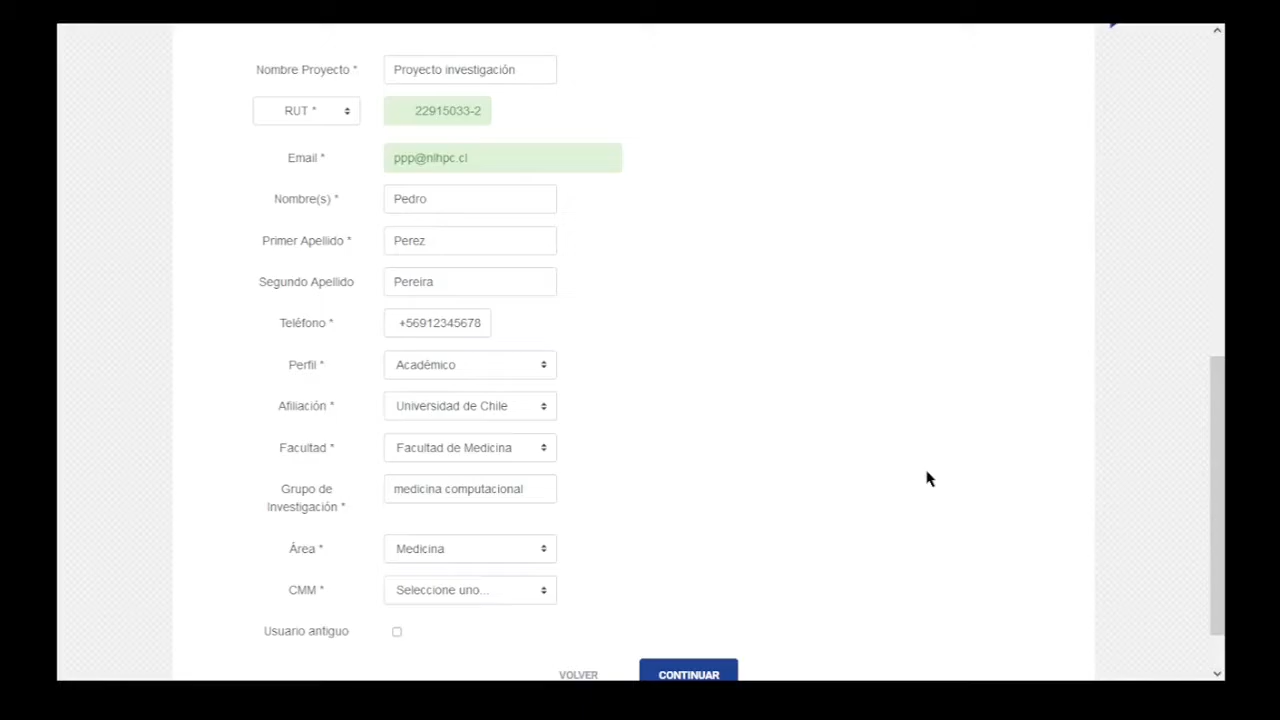 Nombre Proyecto * Proyecto investigación
RUT * 22915033-2
Email * ppp@nlhpc.cl
Nombre(s) * Pedro
Primer Apellido * Perez
Segundo Apellido Pereira
Teléfono * +56912345678
Perfil * Académico
Afiliación * Universidad de Chile
Facultad * Facultad de Medicina
Grupo de
Investigación * medicina computacional
Área * Medicina
CMM * Seleccione uno...
Usuario antiguo
VOLVER CONTINUAR